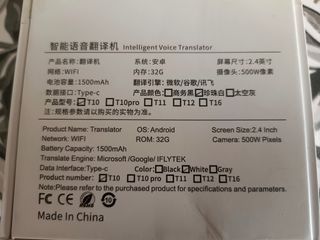 智能语音翻译机 Intelligent Voice Translator
产品名称: 翻译机 系统: 安卓 屏幕尺寸: 2.4英寸
网络: WIFI 内存: 32G 摄像头: 500W像素
电池容量: 1500mAh 翻译引擎: 微软/谷歌/讯飞
数据接口: Type-c 颜色: 商务黑 珍珠白 太空灰
产品型号: T10 T10pro T11 T12 T16
*规格参数请以购买的实物为准。
Product Name: Translator OS: Android Screen Size:2.4 Inch
Network: WIFI ROM: 32G Camera: 500W Pixels
Battery Capacity: 1500mAh
Translate Engine: Microsoft /Google/ IFLYTEK
Data Interface:Type-c Color: Black White Gray
Product Model: T10 T10 pro T11 T12 T16
Note:Please refer to the purchased product for specifications and parameters.
Made In China FC CE 10